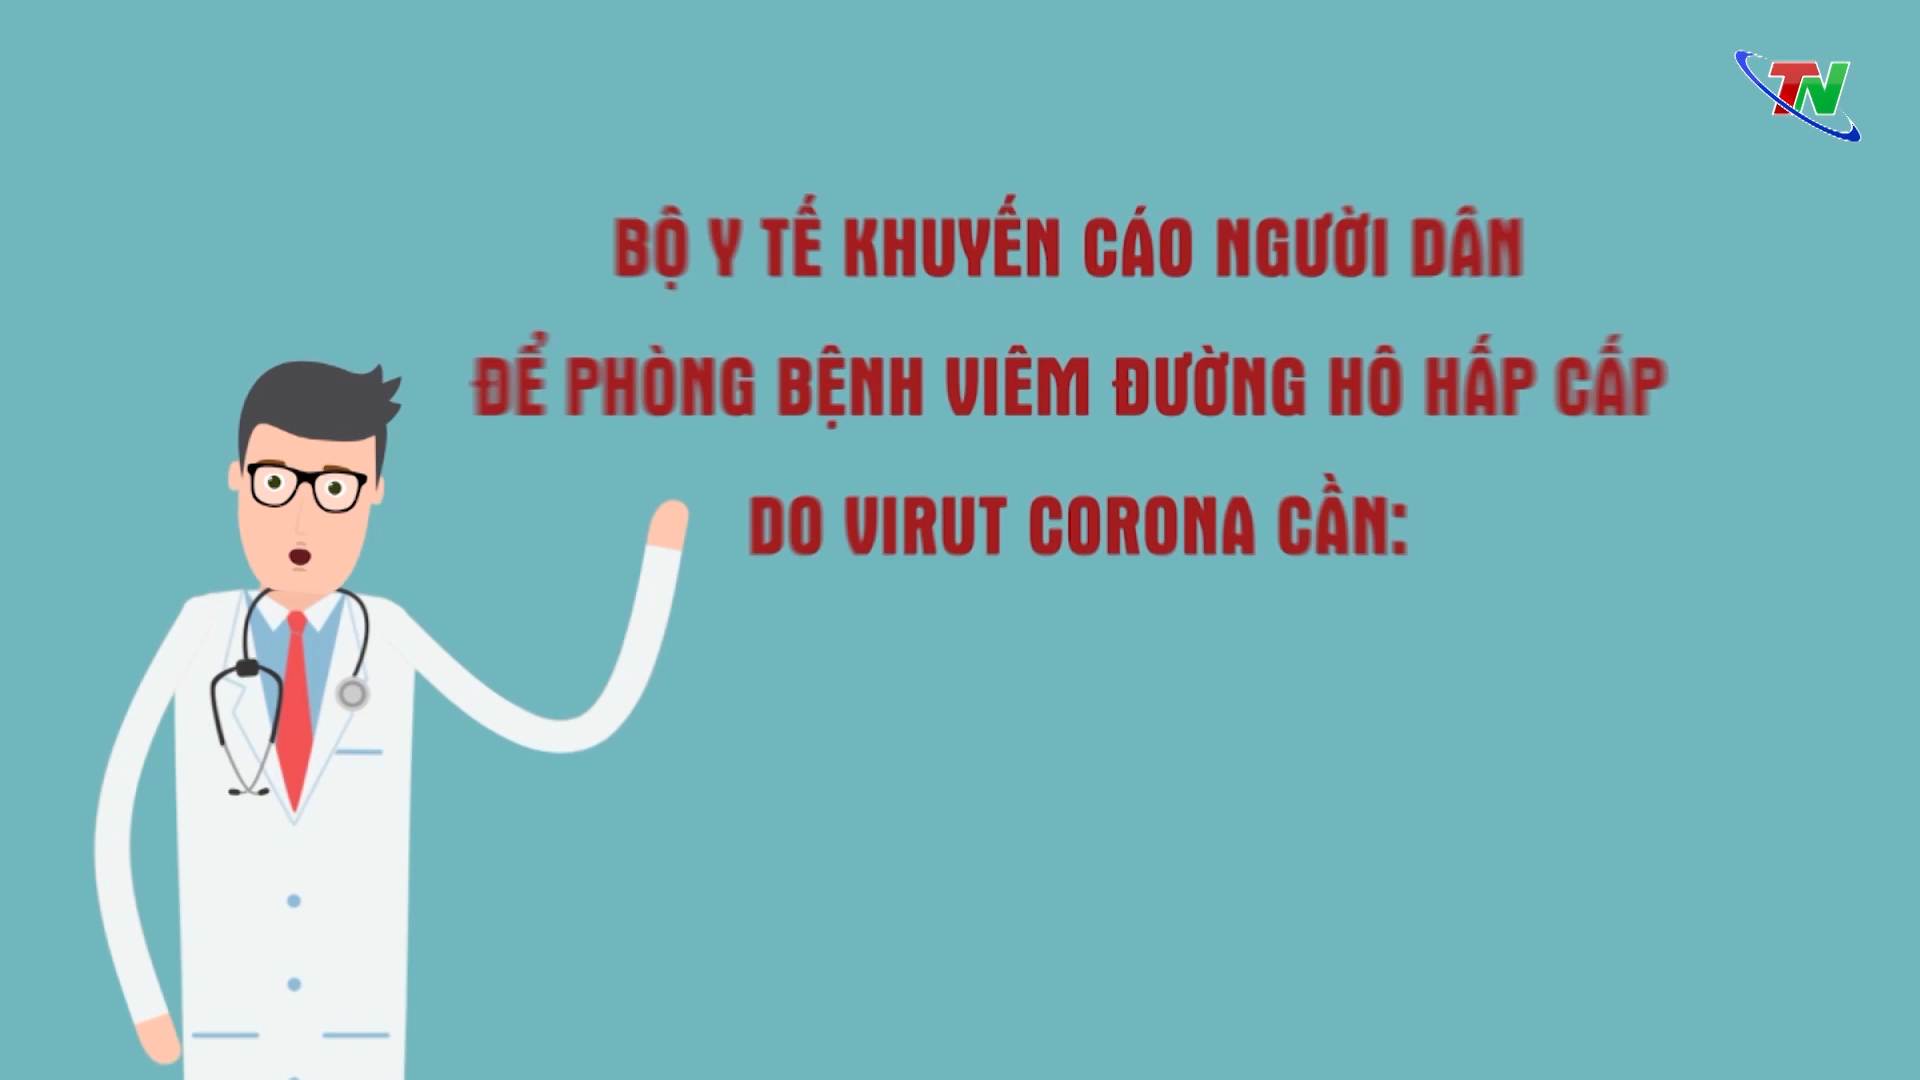 TN
BỘ Y TẾ KHUYẾN CÁO NGƯỜI DÂN
ĐỂ PHÒNG BỆNH VIÊM ĐƯỜNG HÔ HẤP CẤP
DO VIRUT CORONA CẦN: